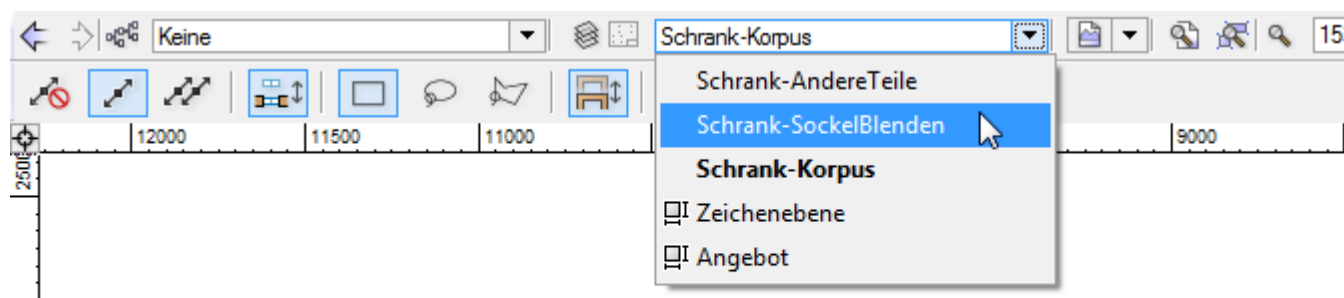 Keine
Schrank-Korpus
15
Schrank-AndereTeile
Schrank-SockelBlenden
12000
11500
11000
9000
2500
Schrank-Korpus
Zeichenebene
Angebot